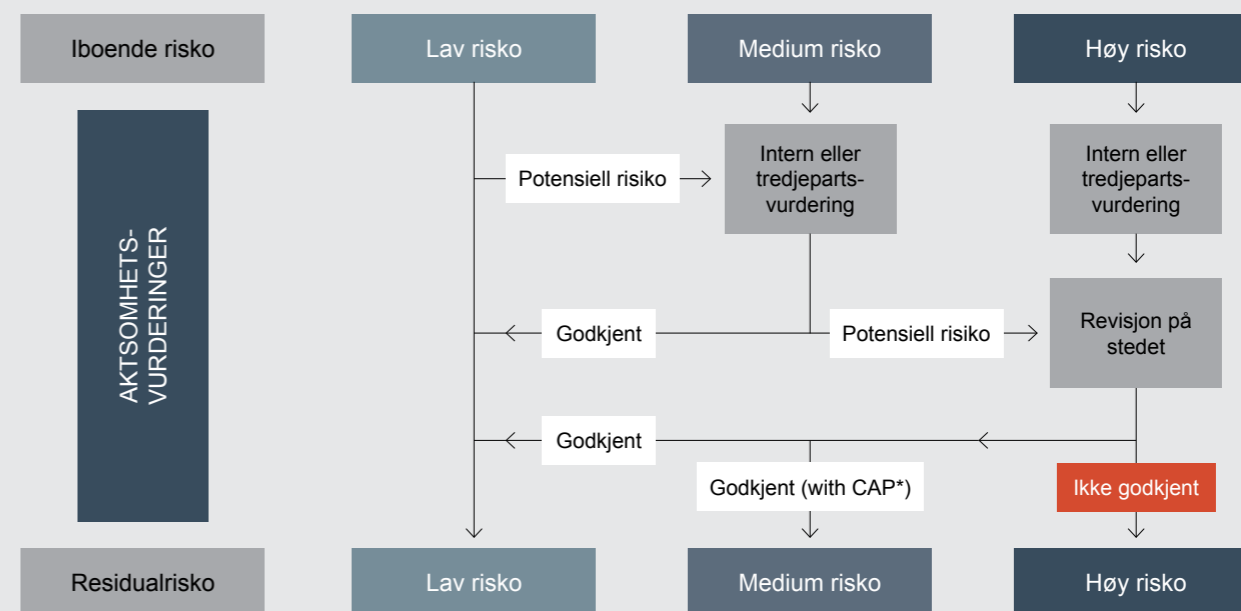 Iboende risko
Lav risko
Medium risko
Høy risko
AKTSOMHETS-
VURDERINGER
Intern eller
tredjeparts-
vurdering
Intern eller
tredjeparts-
vurdering
Potensiell risiko
Godkjent
Potensiell risiko
Revisjon på
stedet
Godkjent
Godkjent (with CAP*)
Ikke godkjent
Residualrisko
Lav risko
Medium risko
Høy risko